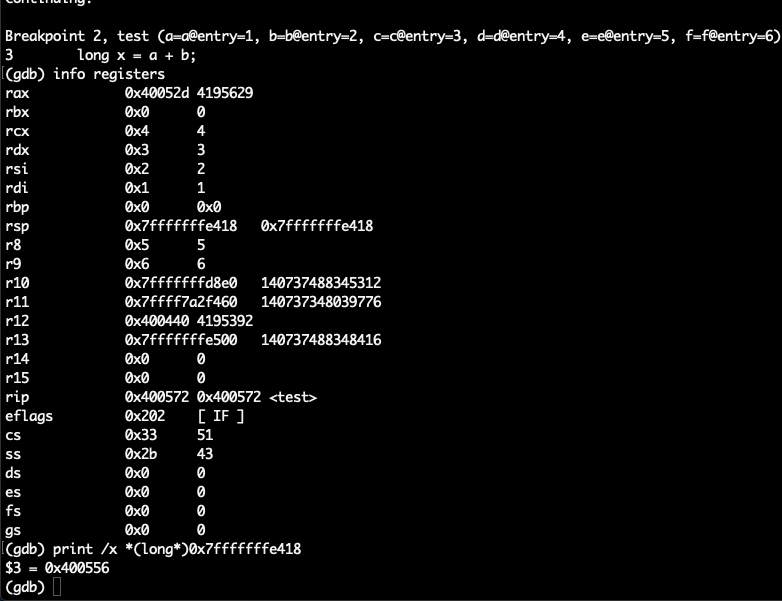 Continuing.
Breakpoint 2, test (a=a@entry=1, b=b@entry=2, c=c@entry=3, d=d@entry=4, e=e@entry=5, f=f@entry=6)
3       long x = a + b;
(gdb) info registers
rax            0x40052d 4195629
rbx            0x0      0
rcx            0x4      4
rdx            0x3      3
rsi            0x2      2
rdi            0x1      1
rbp            0x0      0x0
rsp            0x7fffffffe418   0x7fffffffe418
r8             0x5      5
r9             0x6      6
r10            0x7fffffffd8e0   140737488345312
r11            0x7ffff7a2f460   140737348039776
r12            0x400440 4195392
r13            0x7fffffffe500   140737488348416
r14            0x0      0
r15            0x0      0
rip            0x400572 0x400572 <test>
eflags         0x202    [ IF ]
cs             0x33     51
ss             0x2b     43
ds             0x0      0
es             0x0      0
fs             0x0      0
gs             0x0      0
(gdb) print /x *(long*)0x7fffffffe418
$3 = 0x400556
(gdb)